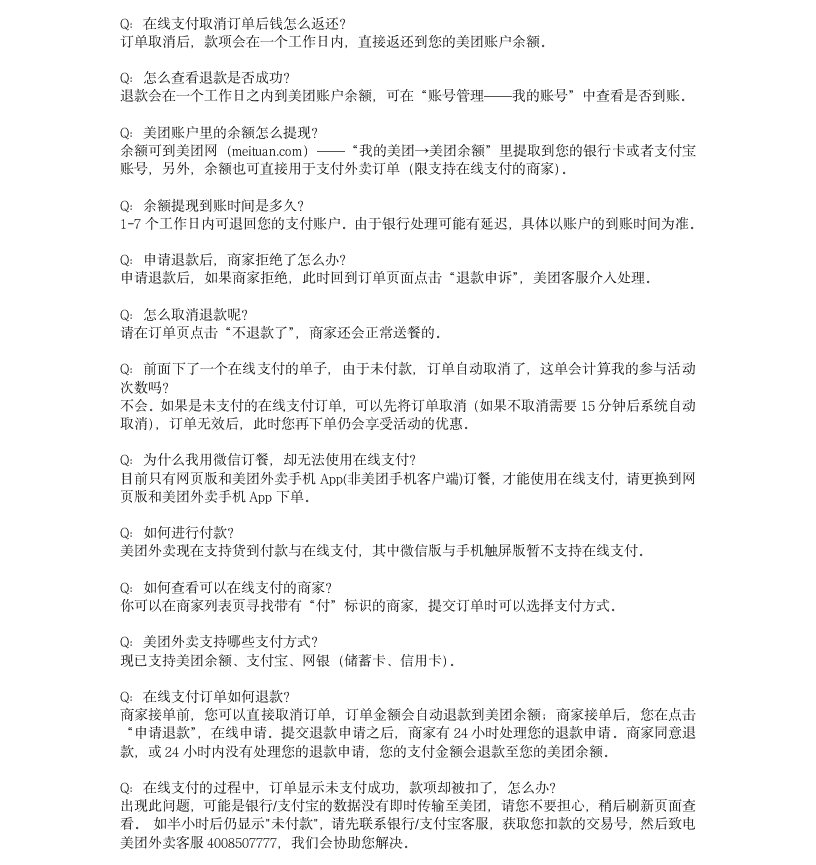 Q：在线支付取消订单后钱怎么返还？
订单取消后，款项会在一个工作日内，直接返还到您的美团账户余额。
Q：怎么查看退款是否成功？
退款会在一个工作日之内到美团账户余额，可在“账号管理——我的账号”中查看是否到账。
Q：美团账户里的余额怎么提现？
余额可到美团网（meituan.com）——“我的美团→美团余额”里提取到您的银行卡或者支付宝
账号，另外，余额也可直接用于支付外卖订单（限支持在线支付的商家）。
Q：余额提现到账时间是多久？
1-7个工作日内可退回您的支付账户。由于银行处理可能有延迟，具体以账户的到账时间为准。
Q：申请退款后，商家拒绝了怎么办？
申请退款后，如果商家拒绝，此时回到订单页面点击“退款申诉”，美团客服介入处理。
Q：怎么取消退款呢？
请在订单页点击“不退款了”，商家还会正常送餐的。
Q：前面下了一个在线支付的单子，由于未付款，订单自动取消了，这单会计算我的参与活动
次数吗？
不会。如果是未支付的在线支付订单，可以先将订单取消（如果不取消需要15分钟后系统自动
取消），订单无效后，此时您再下单仍会享受活动的优惠。
Q：为什么我用微信订餐，却无法使用在线支付？
目前只有网页版和美团外卖手机App(非美团手机客户端)订餐，才能使用在线支付，请更换到网
页版和美团外卖手机App下单。
Q：如何进行付款？
美团外卖现在支持货到付款与在线支付，其中微信版与手机触屏版暂不支持在线支付。
Q：如何查看可以在线支付的商家？
你可以在商家列表页寻找带有“付”标识的商家，提交订单时可以选择支付方式。
Q：美团外卖支持哪些支付方式？
现已支持美团余额、支付宝、网银（储蓄卡、信用卡）。
Q：在线支付订单如何退款？
商家接单前，您可以直接取消订单，订单金额会自动退款到美团余额；商家接单后，您在点击
“申请退款”，在线申请。提交退款申请之后，商家有24小时处理您的退款申请。商家同意退
款，或24小时内没有处理您的退款申请，您的支付金额会退款至您的美团余额。
Q：在线支付的过程中，订单显示未支付成功，款项却被扣了，怎么办？
出现此问题，可能是银行/支付宝的数据没有即时传输至美团，请您不要担心，稍后刷新页面查
看。 如半小时后仍显示"未付款"，请先联系银行/支付宝客服，获取您扣款的交易号，然后致电
美团外卖客服4008507777，我们会协助您解决。